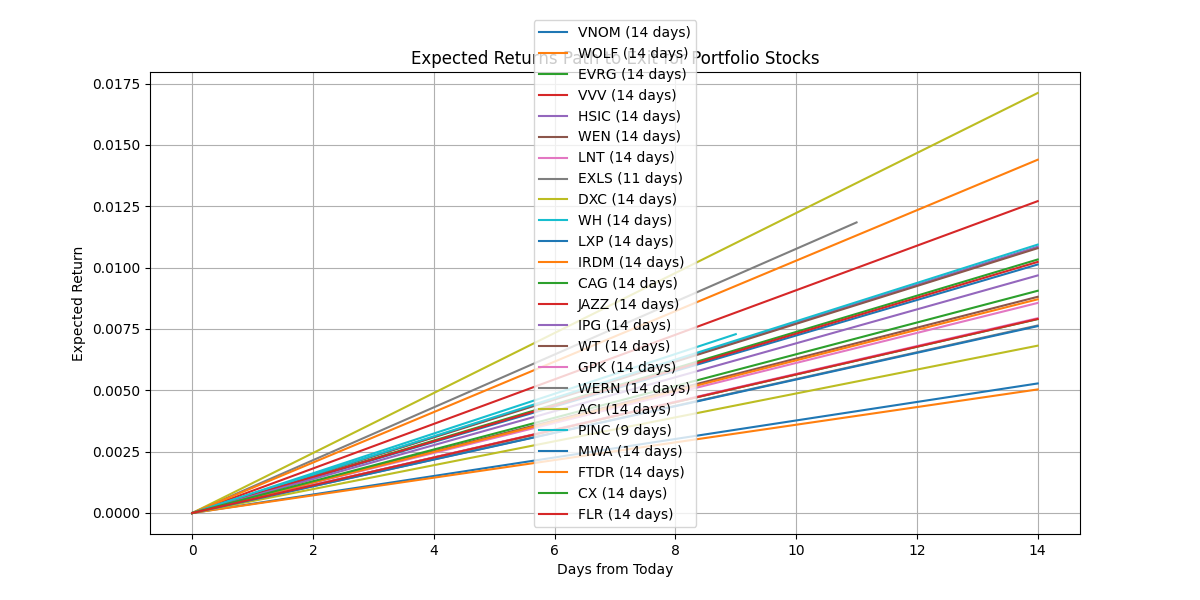 Expected Returns Path to Exit for Portfolio Stocks
VNOM (14 days)
WOLF (14 days)
EVRG (14 days)
VVV (14 days)
HSIC (14 days)
WEN (14 days)
LNT (14 days)
EXLS (11 days)
DXC (14 days)
WH (14 days)
LXP (14 days)
IRDM (14 days)
CAG (14 days)
JAZZ (14 days)
IPG (14 days)
WT (14 days)
GPK (14 days)
WERN (14 days)
ACI (14 days)
PINC (9 days)
MWA (14 days)
FTDR (14 days)
CX (14 days)
FLR (14 days)
Expected Return
0.0175
0.0150
0.0125
0.0100
0.0075
0.0050
0.0025
0.0000
0 2 4 6 8 10 12 14
Days from Today